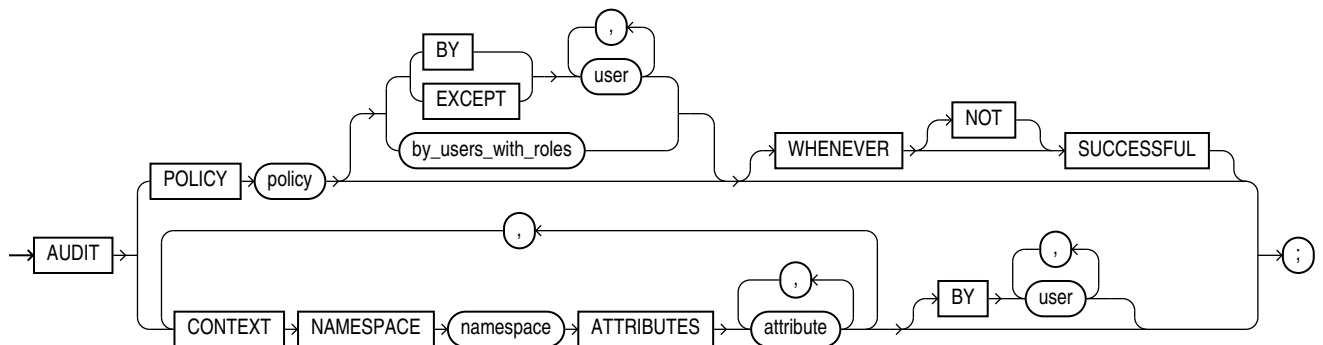 ,
BY
user
EXCEPT
by_users_with_roles
NOT
WHENEVER
SUCCESSFUL
POLICY policy
,
AUDIT
;
,
,
BY
user
CONTEXT NAMESPACE namespace ATTRIBUTES attribute